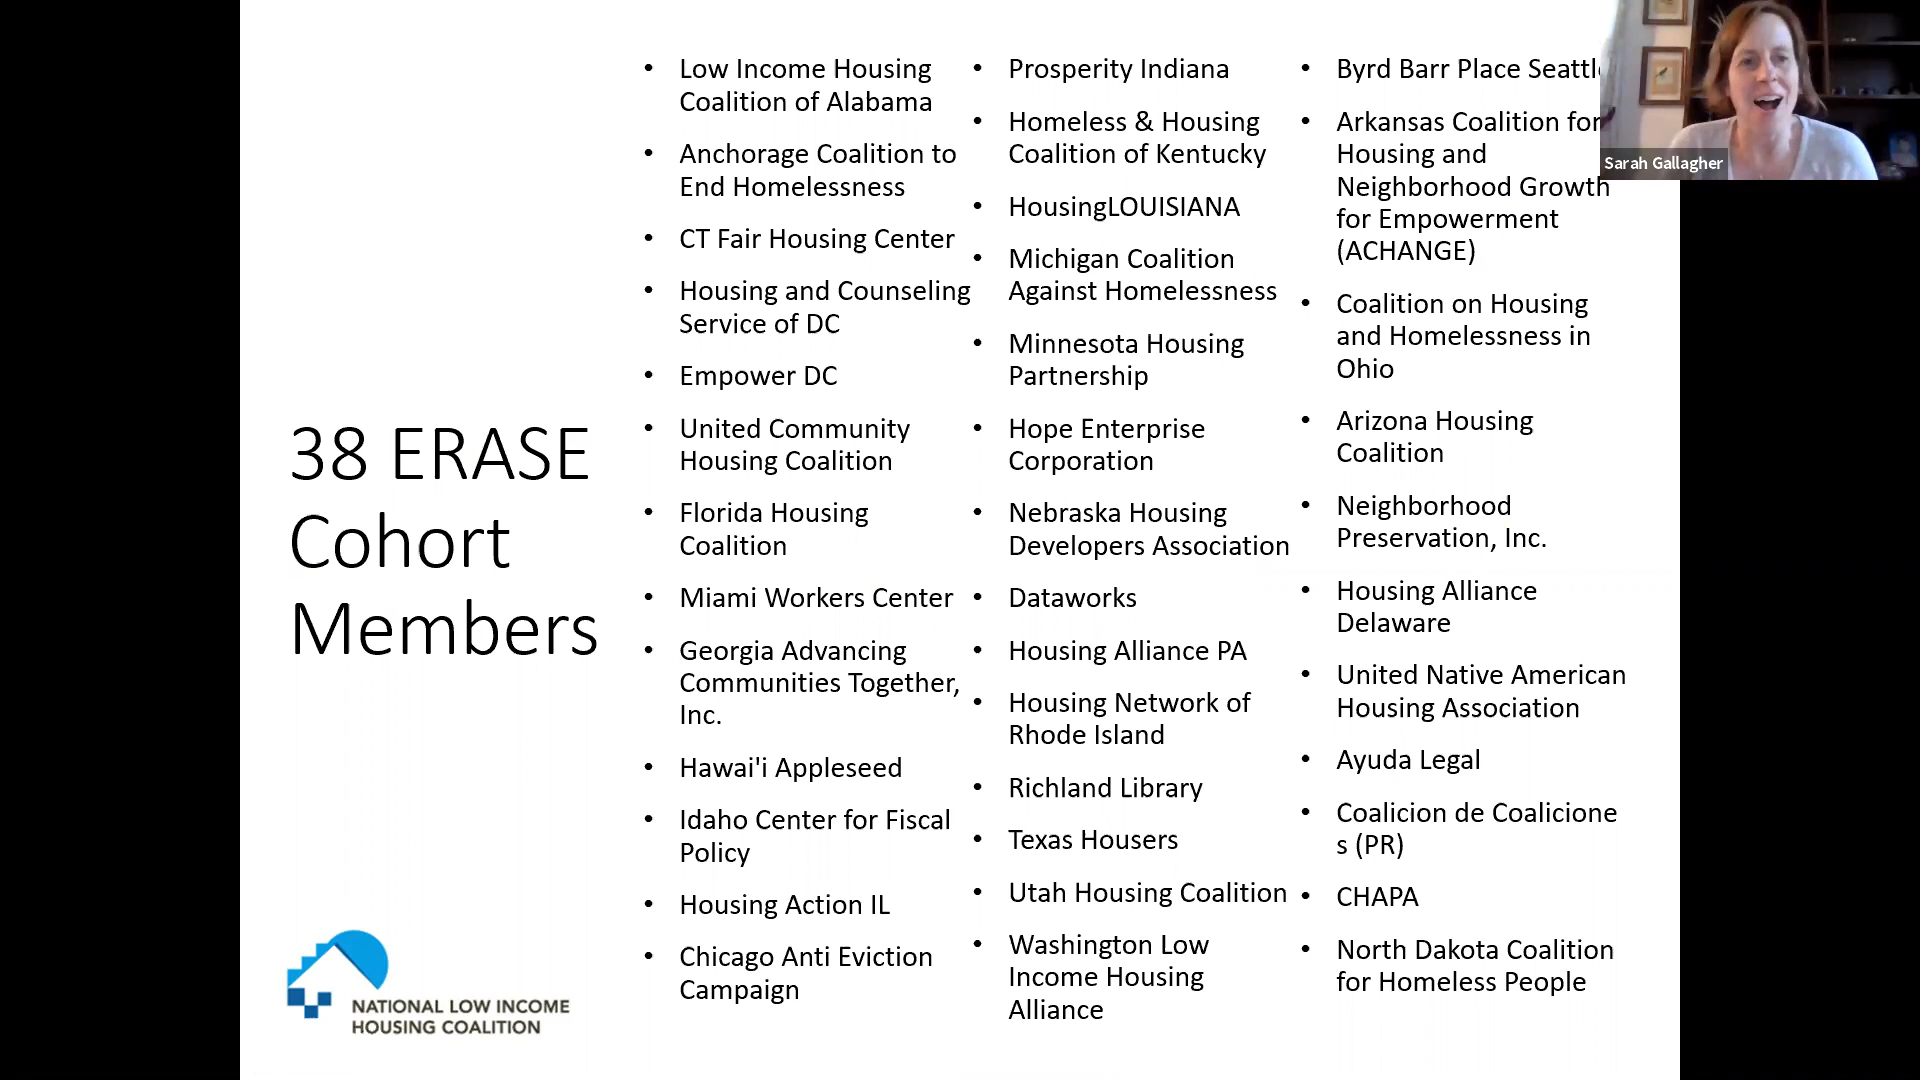 38 ERASE
Cohort
Members
NATIONAL LOW INCOME
HOUSING COALITION
• Low Income Housing
Coalition of Alabama
• Anchorage Coalition to
End Homelessness
• CT Fair Housing Center
• Housing and Counseling
Service of DC
• Empower DC
• United Community
Housing Coalition
• Florida Housing
Coalition
• Miami Workers Center
• Georgia Advancing
Communities Together,
Inc.
• Hawai'i Appleseed
• Idaho Center for Fiscal
Policy
• Housing Action IL
• Chicago Anti Eviction
Campaign
• Prosperity Indiana
• Homeless & Housing
Coalition of Kentucky
• HousingLOUISIANA
• Michigan Coalition
Against Homelessness
• Minnesota Housing
Partnership
• Hope Enterprise
Corporation
• Nebraska Housing
Developers Association
• Dataworks
• Housing Alliance PA
• Housing Network of
Rhode Island
• Richland Library
• Texas Housers
• Utah Housing Coalition
• Washington Low
Income Housing
Alliance
• Byrd Barr Place Seattle
• Arkansas Coalition for
Housing and
Neighborhood Growth
for Empowerment
(ACHANGE)
• Coalition on Housing
and Homelessness in
Ohio
• Arizona Housing
Coalition
• Neighborhood
Preservation, Inc.
• Housing Alliance
Delaware
• United Native American
Housing Association
• Ayuda Legal
• Coalicion de Coalicione
s (PR)
• CHAPA
• North Dakota Coalition
for Homeless People
Sarah Gallagher